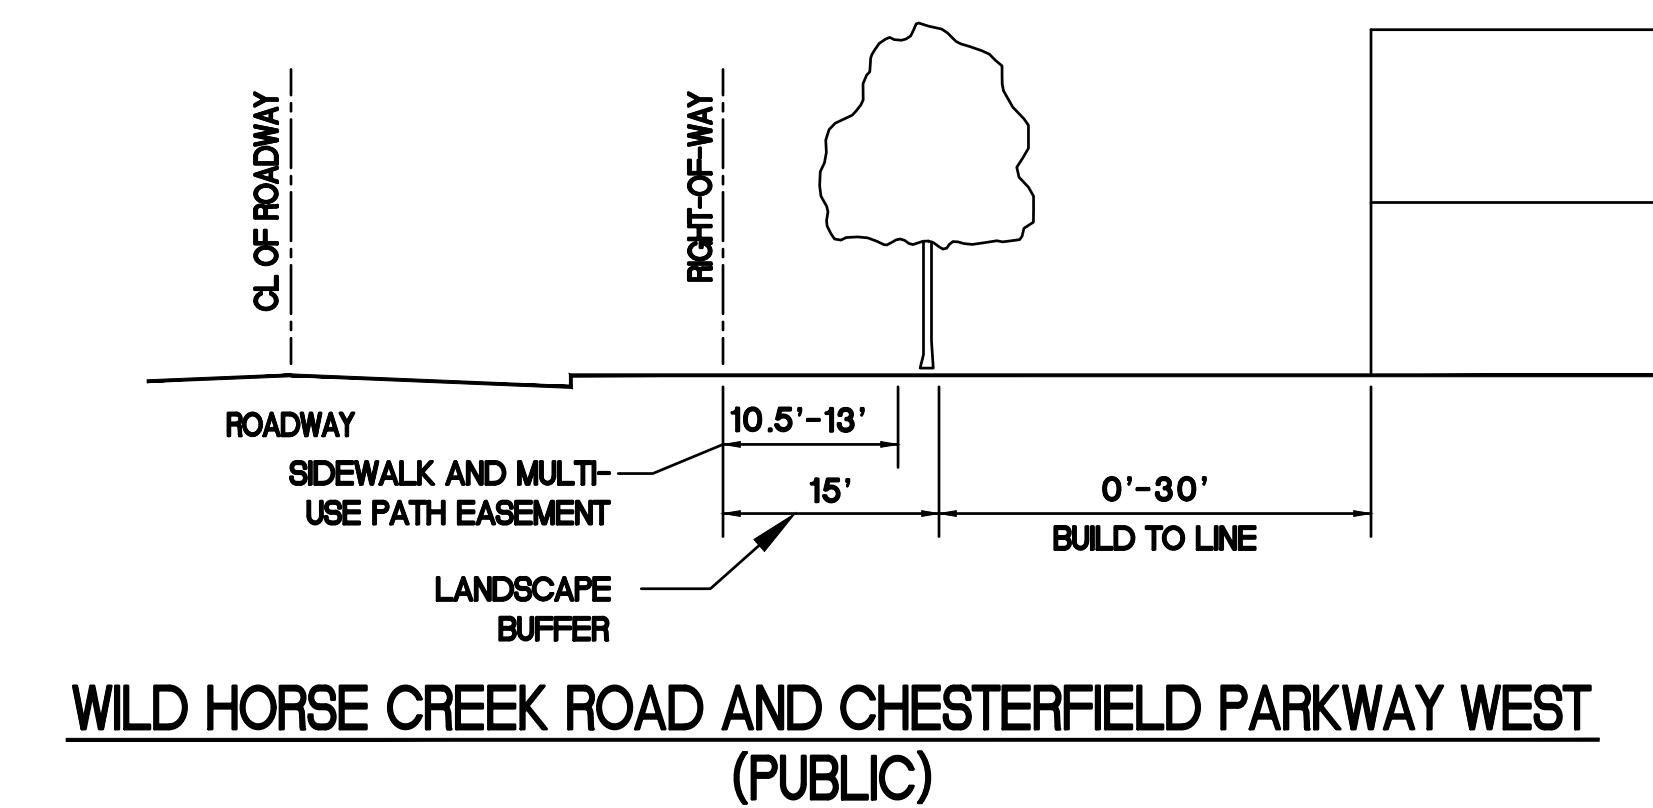 CL OF ROADWAY
RIGHT-OF-WAY
ROADWAY
10.5'-13'
SIDEWALK AND MULTI-
USE PATH EASEMENT
15'
0'-30'
BUILD TO LINE
LANDSCAPE
BUFFER
WILD HORSE CREEK ROAD AND CHESTERFIELD PARKWAY WEST
(PUBLIC)